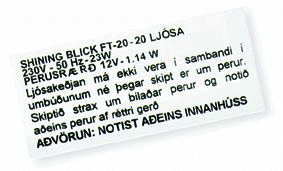 SHINING BLICK FT-20 - 20 LJÓSA
230V - 50 Hz - 23W
PERUSRÆRÐ 12V - 1.14 W
Ljósakeðjan má ekki vera í sambandi í
umbúðunum né þegar skipt er um perur.
Skiptið strax um bilaðar perur og notið
aðeins perur af réttri gerð
AÐVÖRUN: NOTIST AÐEINS INNANHÚSS